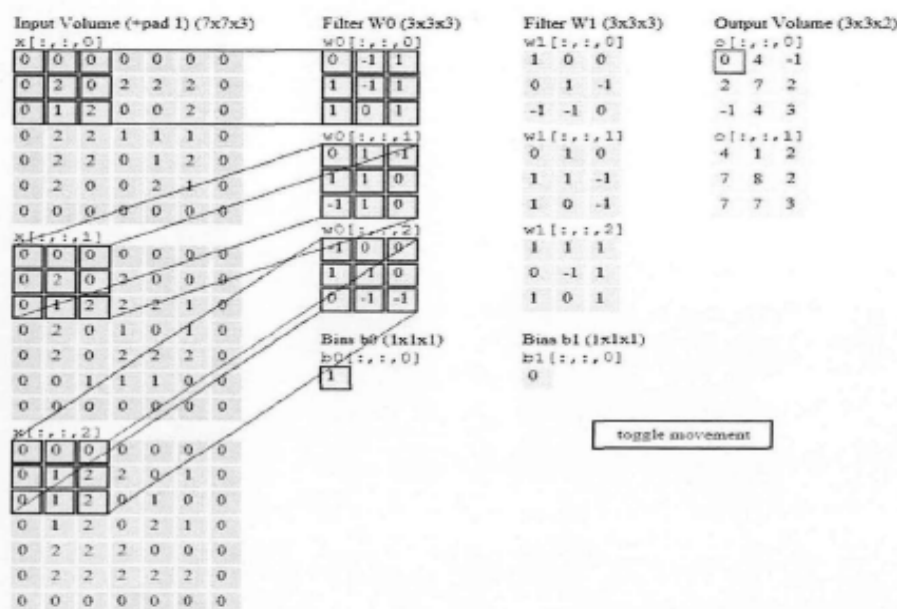 Input Volume (+pad 1) (7x7x3)
x[:,:,0]
0 0 0 0 0 0 0
0 2 0 2 2 2 0
0 1 2 0 0 2 0
0 2 2 1 1 1 0
0 2 2 0 1 2 0
0 2 0 0 2 1 0
0 0 0 0 0 0 0
x[:,:,1]
0 0 0 0 0 0 0
0 2 0 2 0 0 0
0 1 2 2 2 1 0
0 2 0 1 0 1 0
0 2 0 2 2 2 0
0 0 1 1 1 0 0
0 0 0 0 0 0 0
x[:,:,2]
0 0 0 0 0 0 0
0 1 2 2 0 1 0
0 1 2 0 1 0 0
0 1 2 0 2 1 0
0 2 2 2 0 0 0
0 2 2 2 2 2 0
0 0 0 0 0 0 0
Filter W0 (3x3x3)
w0[:,:,0]
0 -1 1
1 -1 1
1 0 1
w0[:,:,1]
0 1 -1
1 1 0
-1 1 0
w0[:,:,2]
-1 0 0
1 -1 0
0 -1 -1
Bias b0 (1x1x1)
b0[:,:,0]
1
Filter W1 (3x3x3)
w1[:,:,0]
1 0 0
0 1 -1
-1 -1 0
w1[:,:,1]
0 1 0
1 1 -1
1 0 -1
w1[:,:,2]
1 1 1
0 -1 1
1 0 1
Bias b1 (1x1x1)
b1[:,:,0]
0
Output Volume (3x3x2)
o[:,:,0]
0 4 -1
2 7 2
-1 4 3
o[:,:,1]
4 1 2
7 8 2
7 7 3
toggle movement